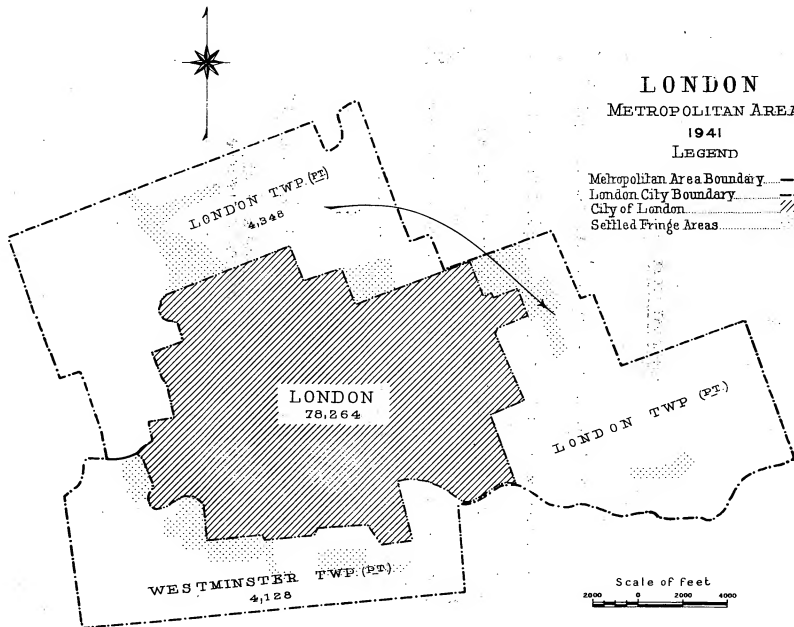 LONDON
METROPOLITAN AREA
1941
LEGEND
Metropolitan Area Boundary
London City Boundary
City of London
Settled Fringe Areas
LONDON TWP. (PT)
4,348
LONDON
78,264
LONDON TWP (PT.)
WESTMINSTER TWP. (PT.)
4,128
Scale of feet
2000 0 2000 4000